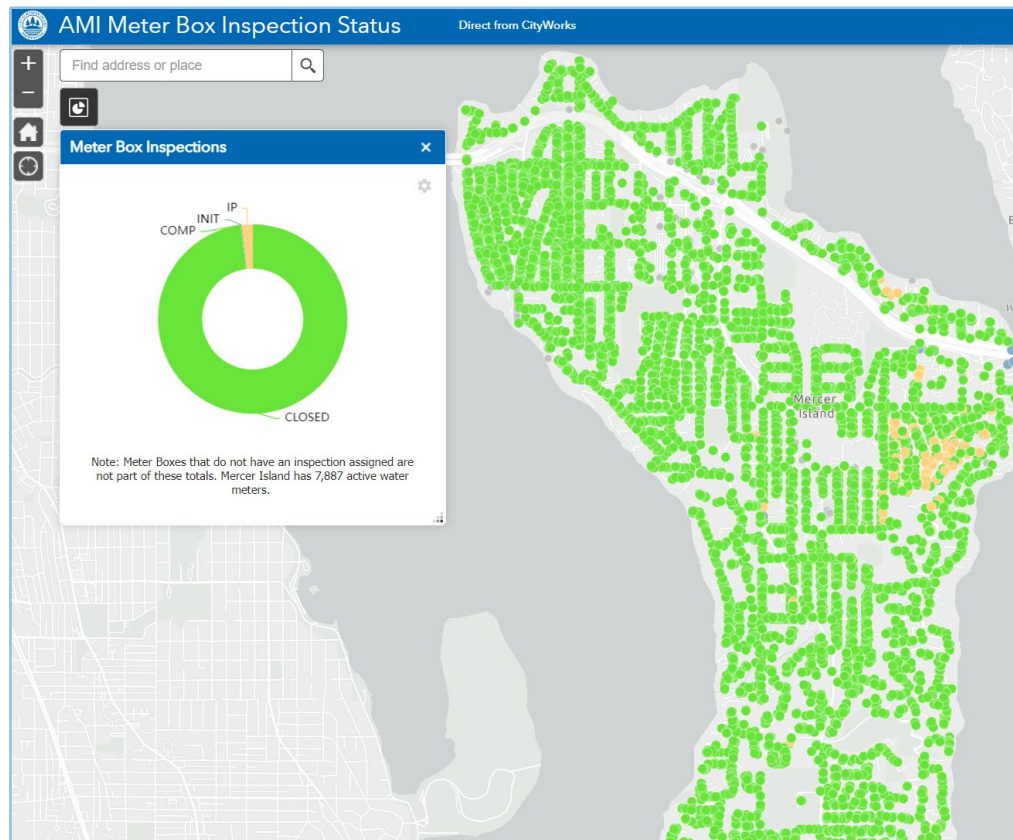 AMI Meter Box Inspection Status
Direct from CityWorks
Find address or place
Meter Box Inspections
IP
INIT
COMP
CLOSED
Note: Meter Boxes that do not have an inspection assigned are
not part of these totals. Mercer Island has 7,887 active water
meters.
Mercer
Island